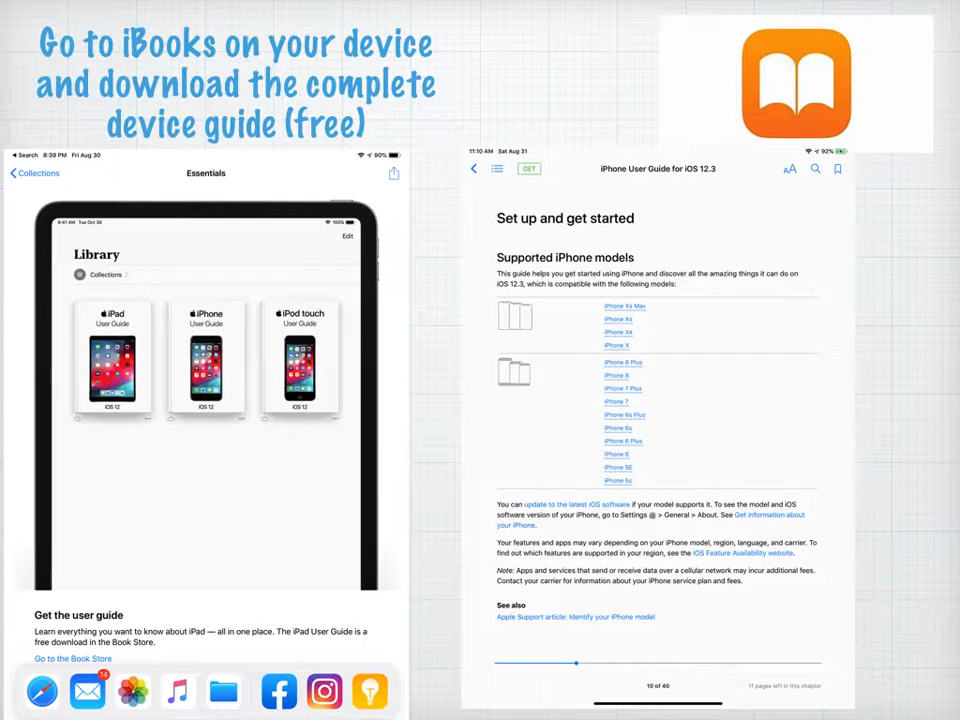 Go to iBooks on your device
and download the complete
device guide (free)
Search 8:39 PM Fri Aug 30
90%
Collections
Essentials
9:41 AM Tue Oct 30
100%
Edit
Library
Collections
iPad
User Guide
iOS 12
iPhone
User Guide
iOS 12
iPod touch
User Guide
iOS 12
Get the user guide
Learn everything you want to know about iPad — all in one place. The iPad User Guide is a
free download in the Book Store.
Go to the Book Store
14
11:10 AM Sat Aug 31
92%
GET
iPhone User Guide for iOS 12.3
AA
Set up and get started
Supported iPhone models
This guide helps you get started using iPhone and discover all the amazing things it can do on
iOS 12.3, which is compatible with the following models:
iPhone Xs Max
iPhone Xs
iPhone XR
iPhone X
iPhone 8 Plus
iPhone 8
iPhone 7 Plus
iPhone 7
iPhone 6s Plus
iPhone 6s
iPhone 6 Plus
iPhone 6
iPhone SE
iPhone 5s
You can update to the latest iOS software if your model supports it. To see the model and iOS
software version of your iPhone, go to Settings > General > About. See Get information about
your iPhone.
Your features and apps may vary depending on your iPhone model, region, language, and carrier. To
find out which features are supported in your region, see the iOS Feature Availability website.
Note: Apps and services that send or receive data over a cellular network may incur additional fees.
Contact your carrier for information about your iPhone service plan and fees.
See also
Apple Support article: Identify your iPhone model
10 of 40
11 pages left in this chapter